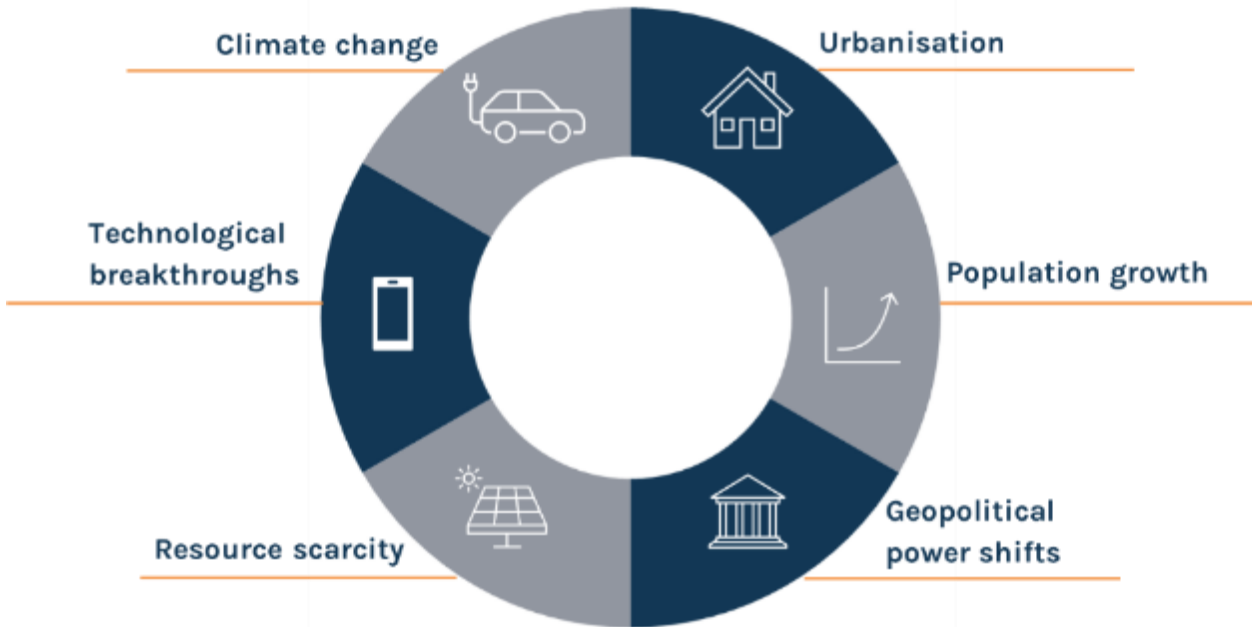 Climate change
Urbanisation
Technological
breakthroughs
Population growth
Resource scarcity
Geopolitical
power shifts